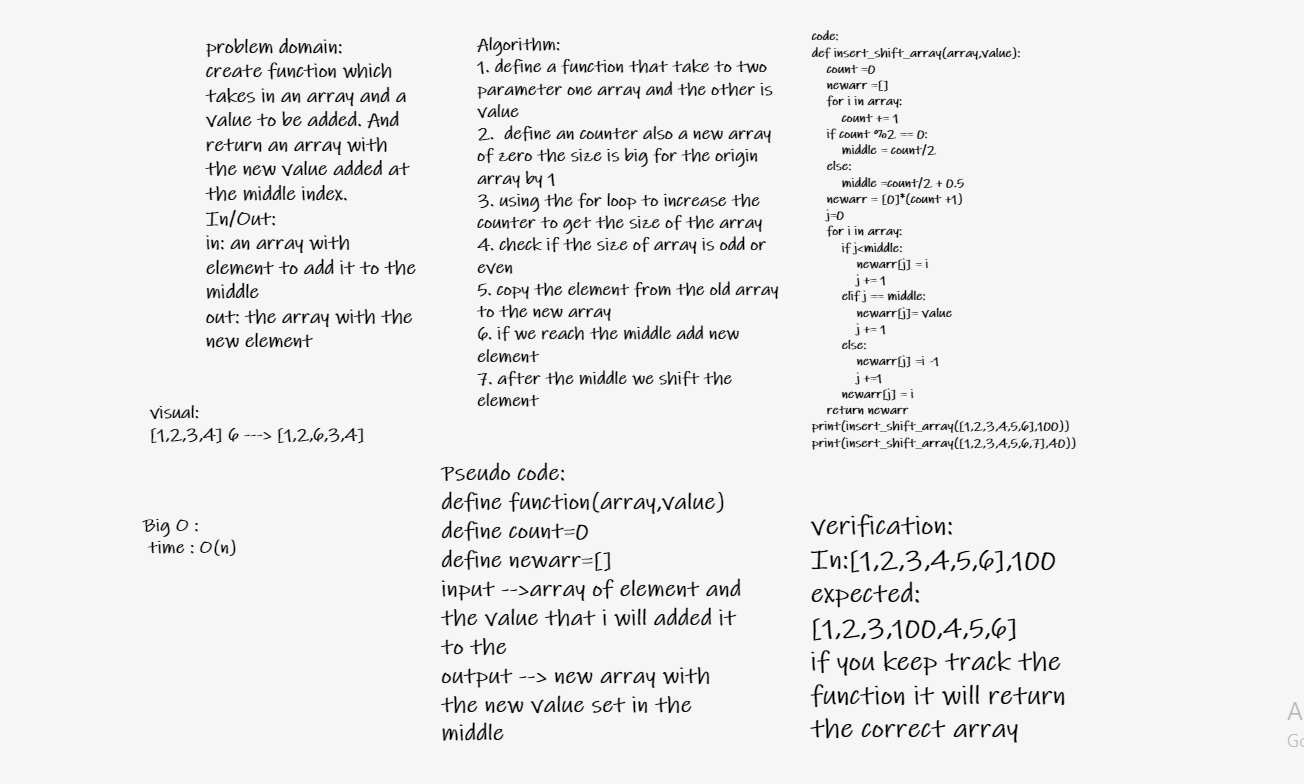 problem domain:
create function which
takes in an array and a
value to be added. And
return an array with
the new value added at
the middle index.
In/Out:
in: an array with
element to add it to the
middle
out: the array with the
new element
visual:
[1,2,3,4] 6 ---> [1,2,6,3,4]
Big O :
time : O(n)
Algorithm:
1. define a function that take to two
parameter one array and the other is
value
2. define an counter also a new array
of zero the size is big for the origin
array by 1
3. using the for loop to increase the
counter to get the size of the array
4. check if the size of array is odd or
even
5. copy the element from the old array
to the new array
6. if we reach the middle add new
element
7. after the middle we shift the
element
Pseudo code:
define function(array,value)
define count=0
define newarr=[]
input -->array of element and
the value that i will added it
to the
output --> new array with
the new value set in the
middle
code:
def insert_shift_array(array,value):
count =0
newarr =[]
for i in array:
count += 1
if count %2 == 0:
middle = count/2
else:
middle =count/2 + 0.5
newarr = [0]*(count +1)
j=0
for i in array:
if j<middle:
newarr[j] = i
j += 1
elif j == middle:
newarr[j]= value
j += 1
else:
newarr[j] =i -1
j +=1
newarr[j] = i
return newarr
print(insert_shift_array([1,2,3,4,5,6],100))
print(insert_shift_array([1,2,3,4,5,6,7],40))
verification:
In:[1,2,3,4,5,6],100
expected:
[1,2,3,100,4,5,6]
if you keep track the
function it will return
the correct array